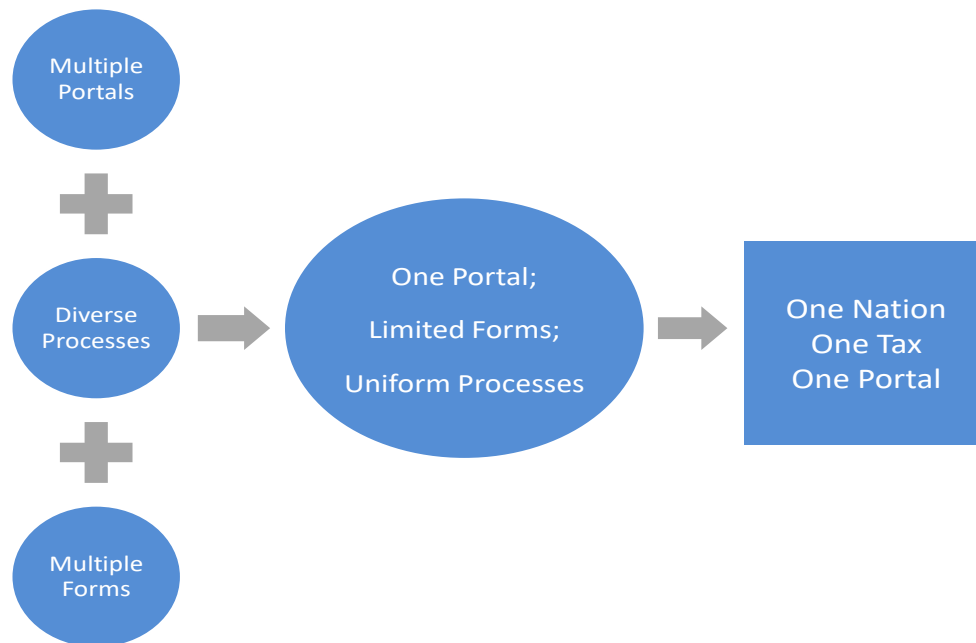 Multiple
Portals
Diverse
Processes
Multiple
Forms
One Portal;
Limited Forms;
Uniform Processes
One Nation
One Tax
One Portal